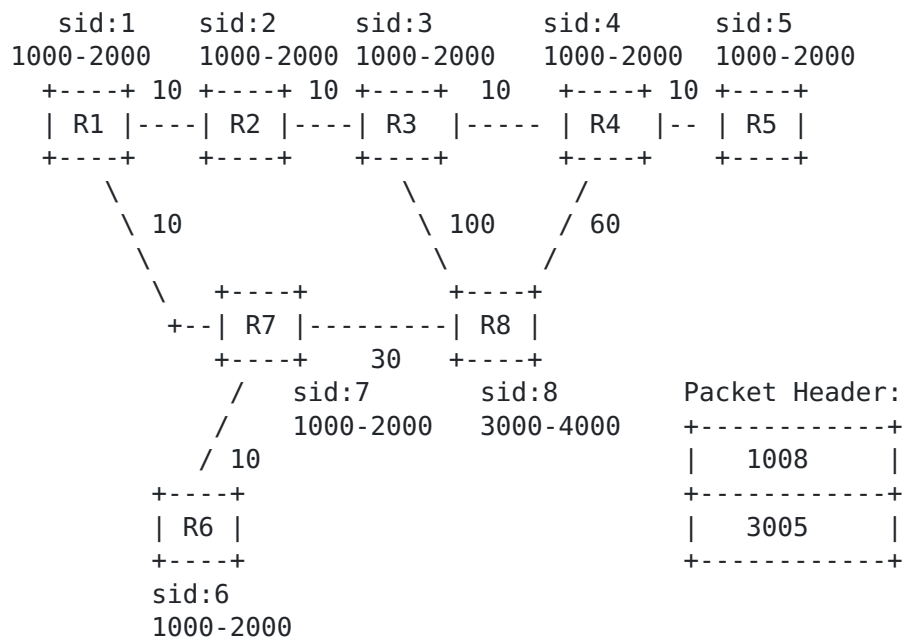 sid:1 sid:2 sid:3 sid:4 sid:5
1000-2000 1000-2000 1000-2000 1000-2000 1000-2000
10 10 10 10
R1 R2 R3 R4 R5
10 100 60
R7 R8
30
sid:7 sid:8 Packet Header:
1000-2000 3000-4000
10 1008
R6 3005
sid:6
1000-2000